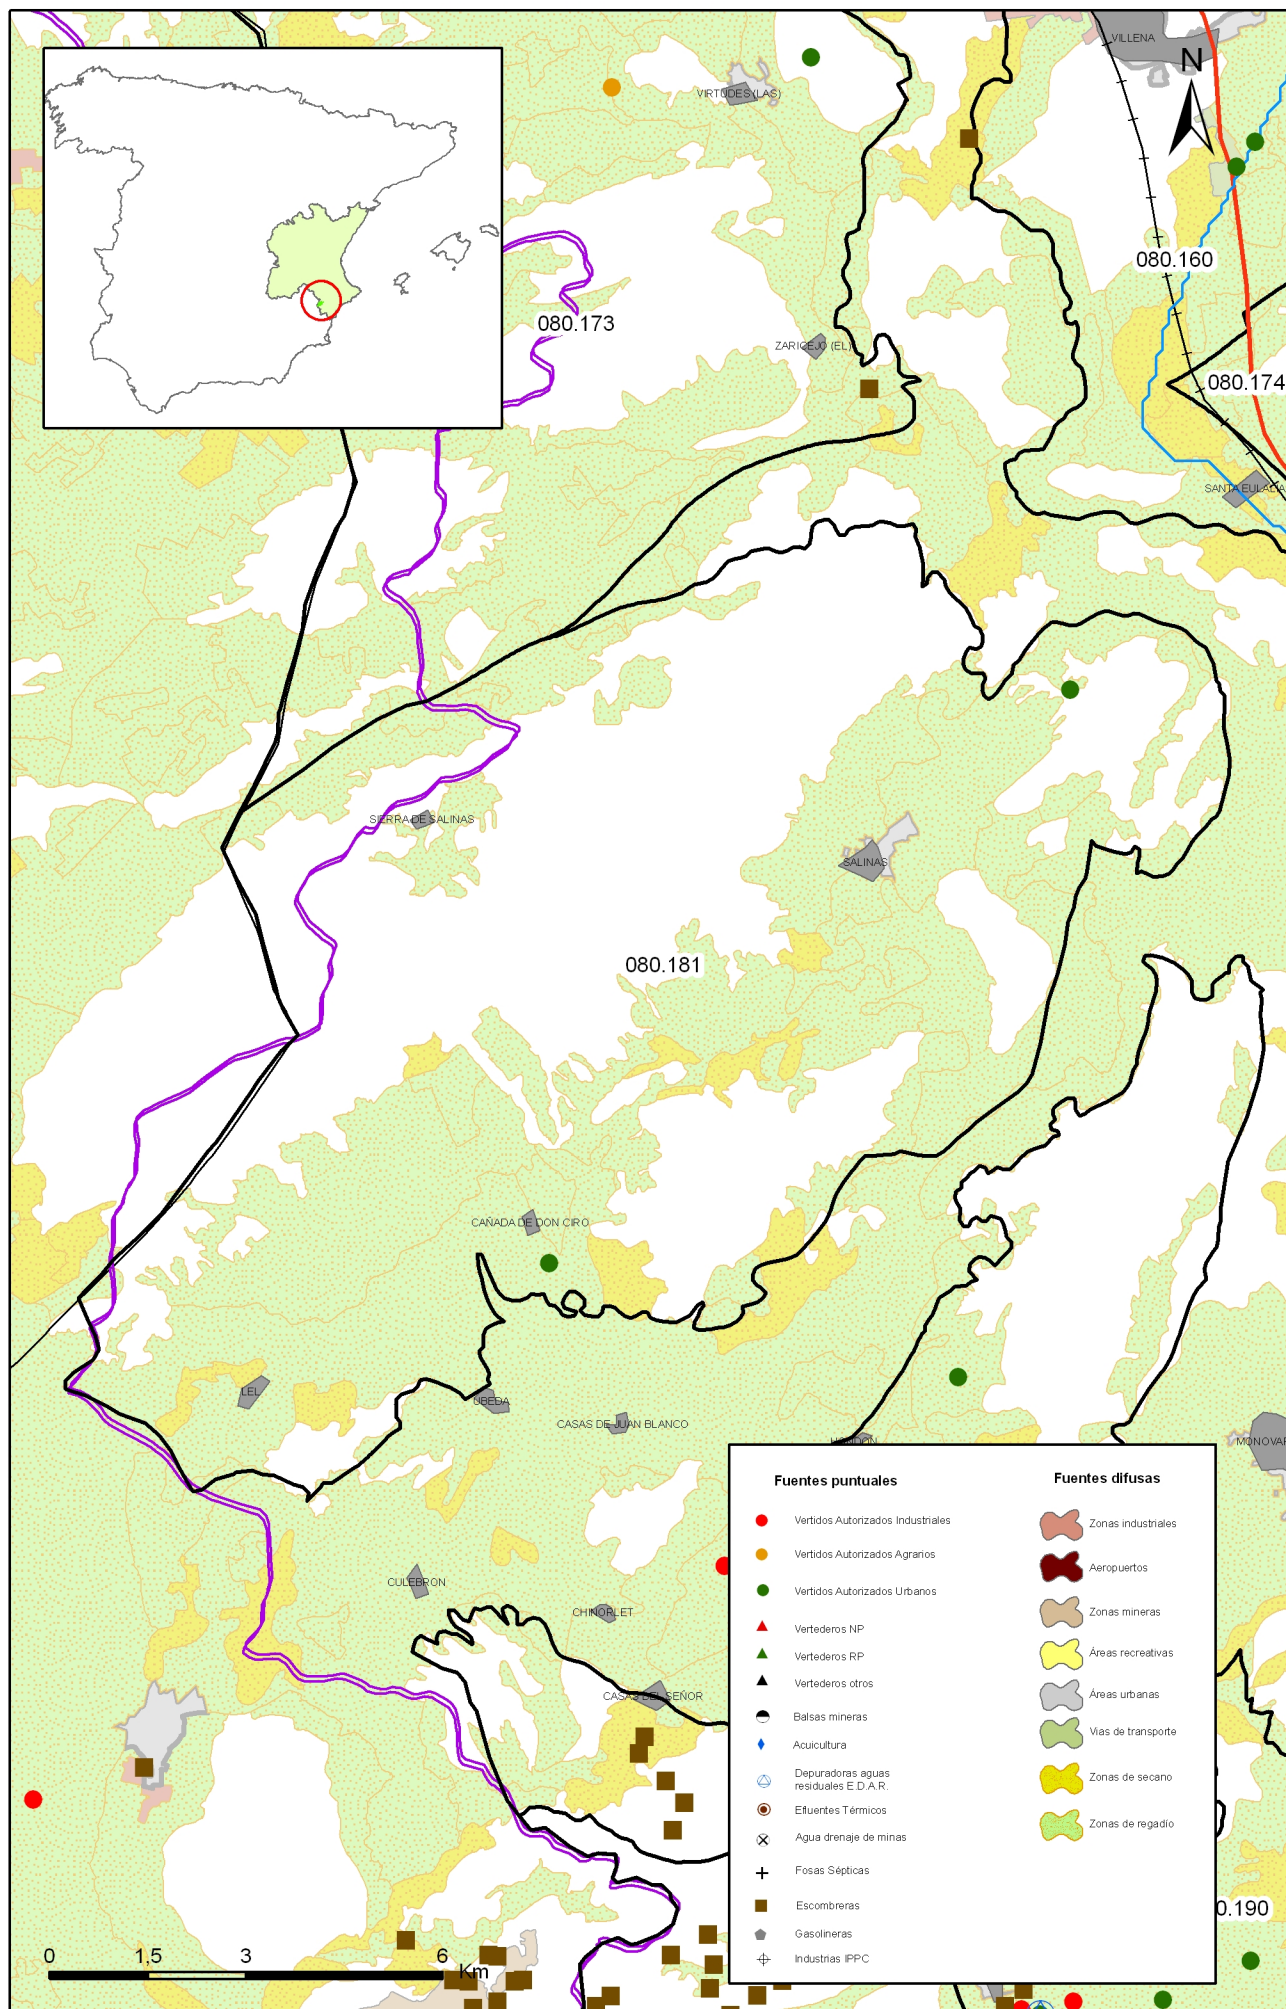 VILLENA
N
VIRTUDES (LAS)
080.160
080.173
ZARICEJO (EL)
080.174
SANTA EULALIA
SIERRA DE SALINAS
SALINAS
080.181
CAÑADA DE DON CIRO
LEL
UBEDA
CASAS DE JUAN BLANCO
MONOVAR
CULEBRON
CHINORLET
CASAS DEL SEÑOR
Fuentes puntuales
Vertidos Autorizados Industriales
Vertidos Autorizados Agrarios
Vertidos Autorizados Urbanos
Vertederos NP
Vertederos RP
Vertederos otros
Balsas mineras
Acuicultura
Depuradoras aguas
residuales E.D.A.R.
Efluentes Térmicos
Agua drenaje de minas
Fosas Sépticas
Escombreras
Gasolineras
Industrias IPPC
Fuentes difusas
Zonas industriales
Aeropuertos
Zonas mineras
Áreas recreativas
Áreas urbanas
Vias de transporte
Zonas de secano
Zonas de regadío
0.190
0 1,5 3 6
Km